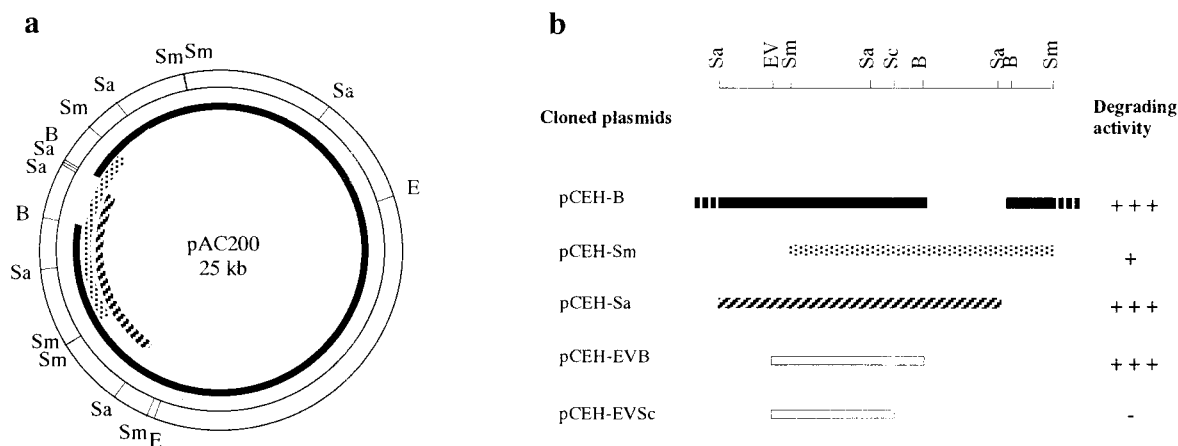 a
Sm Sm
Sa
Sa
Sm
B
Sa
Sa
E
B
pAC200
25 kb
Sa
Sm
Sm
Sa
Sm E
b
Sa
EV
Sm
Sa
Sc
B
Sa
B
Sm
Cloned plasmids
Degrading
activity
pCEH-B
+ + +
pCEH-Sm
+
pCEH-Sa
+ + +
pCEH-EVB
+ + +
pCEH-EVSc
-